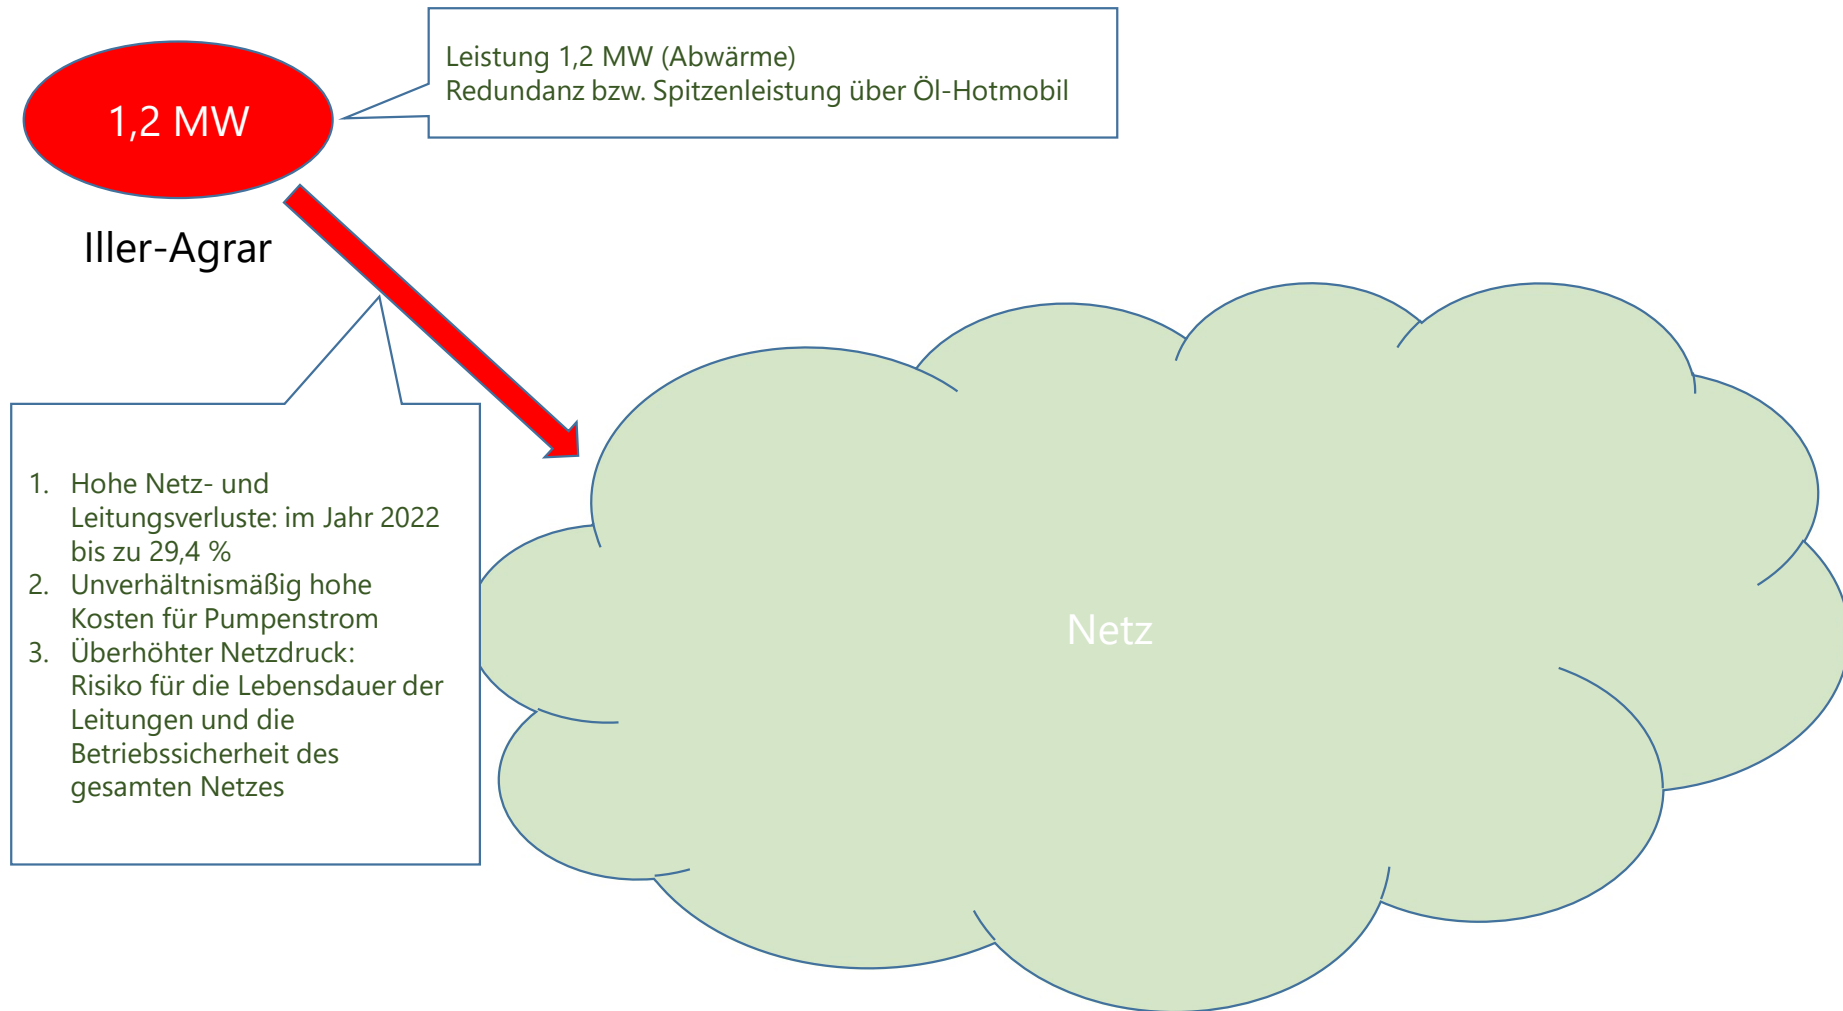 1,2 MW
Leistung 1,2 MW (Abwärme)
Redundanz bzw. Spitzenleistung über Öl-Hotmobil
Iller-Agrar
1. Hohe Netz- und
Leitungsverluste: im Jahr 2022
bis zu 29,4 %
2. Unverhältnismäßig hohe
Kosten für Pumpenstrom
3. Überhöhter Netzdruck:
Risiko für die Lebensdauer der
Leitungen und die
Betriebssicherheit des
gesamten Netzes
Netz